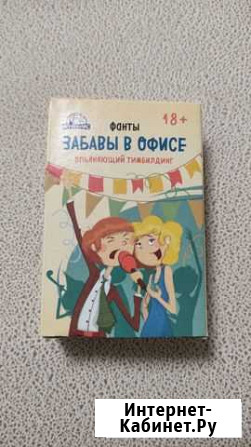 фанты
18+
ЗАБАВЫ В ОФИСЕ
ОПЬЯНЯЮЩИЙ ТИМБИЛДИНГ
Интернет-
Кабинет.Ру